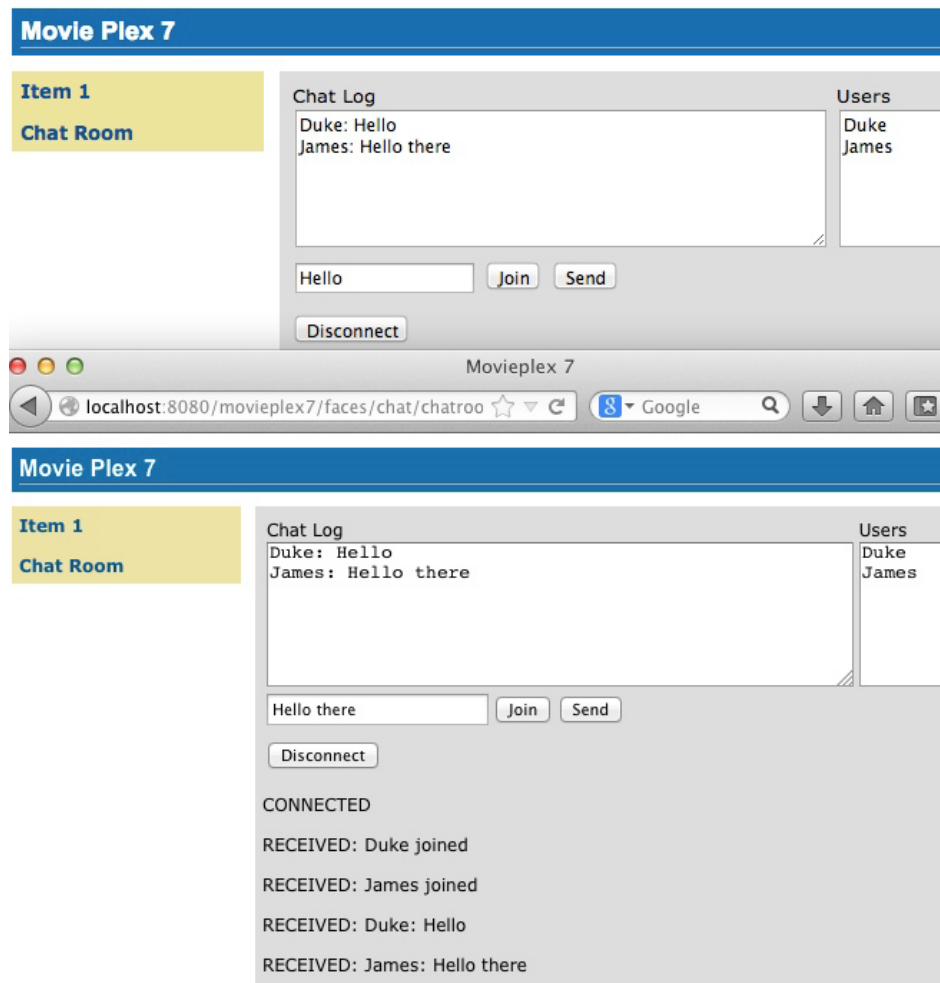 Movie Plex 7
Item 1
Chat Room
Chat Log
Users
Duke: Hello
James: Hello there
Duke
James
Hello
Join
Send
Disconnect
Movieplex 7
localhost:8080/movieplex7/faces/chat/chatroo
8
Google
Movie Plex 7
Item 1
Chat Room
Chat Log
Users
Duke: Hello
James: Hello there
Duke
James
Hello there
Join
Send
Disconnect
CONNECTED
RECEIVED: Duke joined
RECEIVED: James joined
RECEIVED: Duke: Hello
RECEIVED: James: Hello there